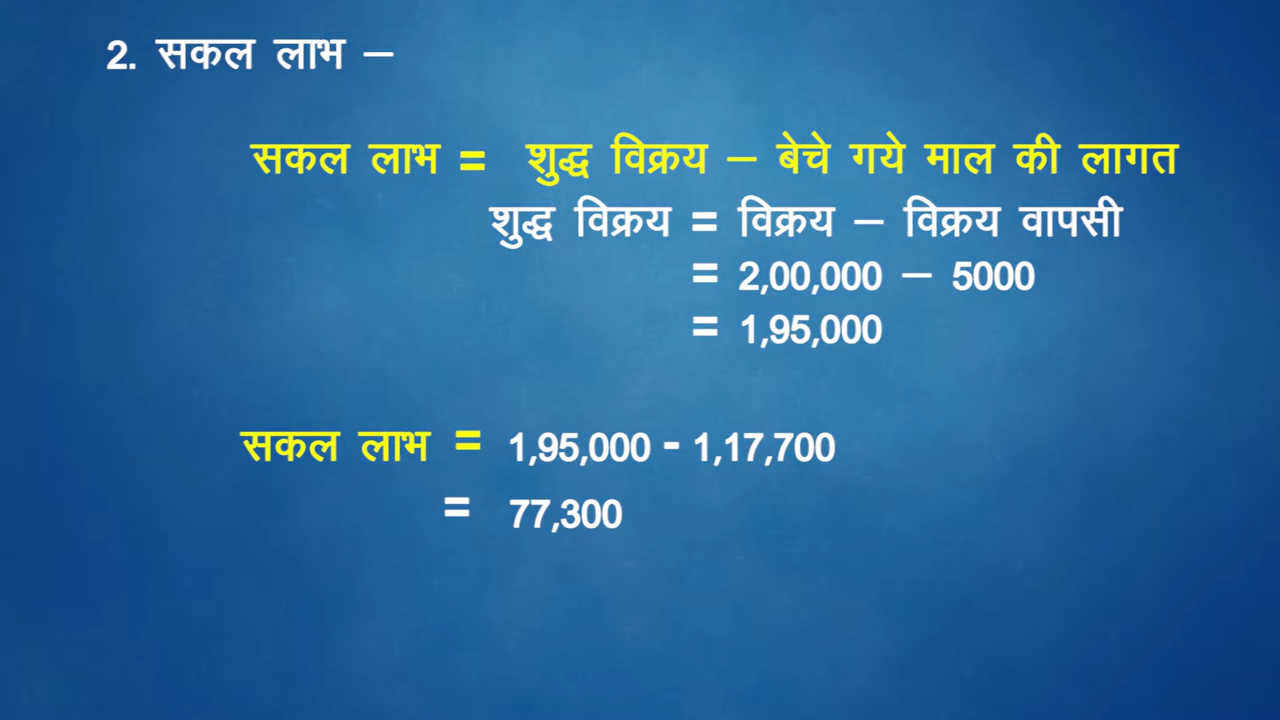 2. सकल लाभ –
सकल लाभ = शुद्ध विक्रय – बेचे गये माल की लागत
शुद्ध विक्रय = विक्रय – विक्रय वापसी
= 2,00,000 – 5000
= 1,95,000
सकल लाभ = 1,95,000 - 1,17,700
= 77,300